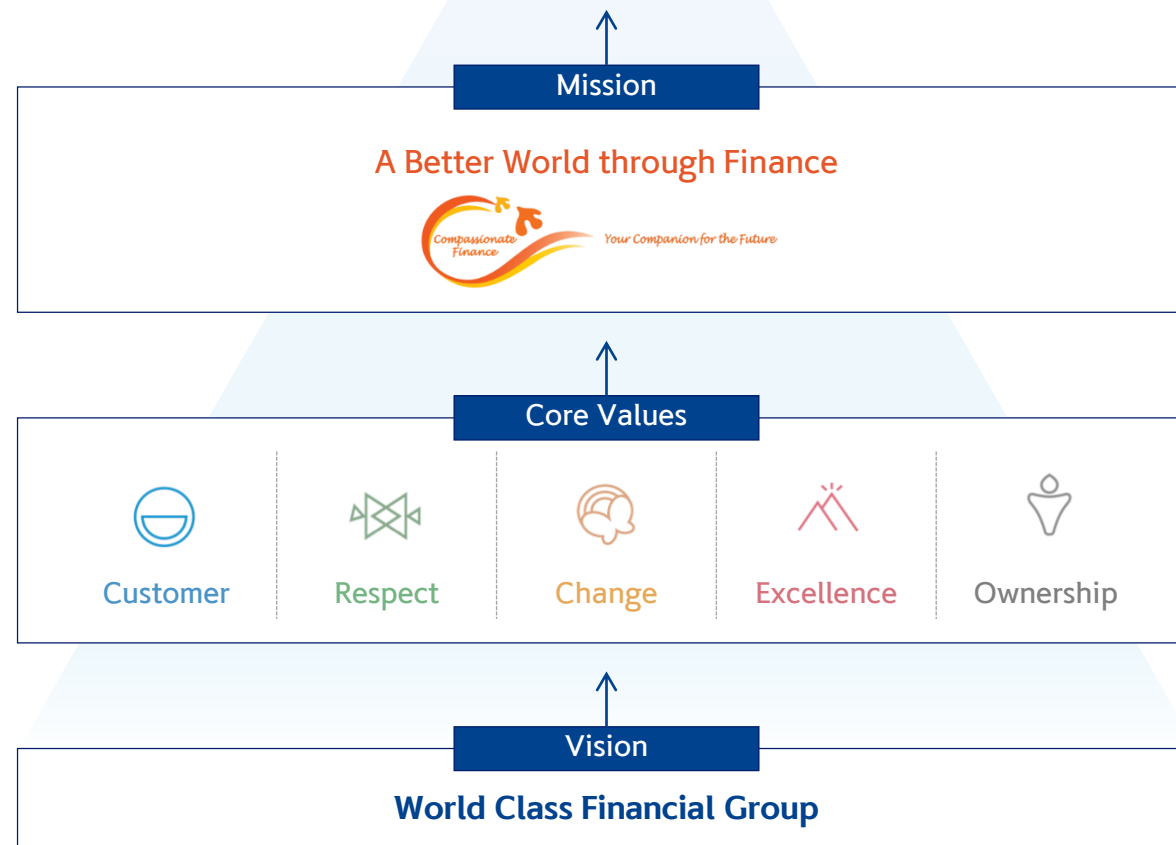 Mission
A Better World through Finance
Compassionate
Finance
Your Companion for the Future
Core Values
Customer
Respect
Change
Excellence
Ownership
Vision
World Class Financial Group